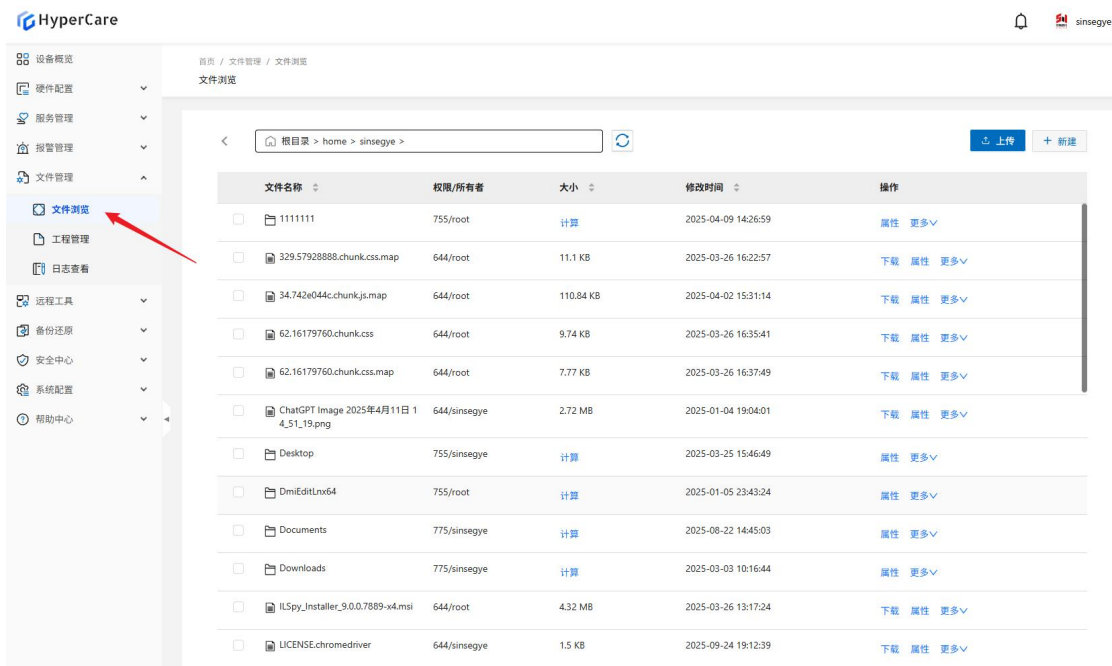 HyperCare
sinsegye
设备概览
硬件配置
服务管理
报警管理
文件管理
文件浏览
工程管理
日志查看
远程工具
备份还原
安全中心
系统配置
帮助中心
首页 / 文件管理 / 文件浏览
文件浏览
根目录 > home > sinsegye >
上传
+ 新建
文件名称 权限/所有者 大小 修改时间 操作
1111111 755/root 计算 2025-04-09 14:26:59 属性 更多
329.57928888.chunk.css.map 644/root 11.1 KB 2025-03-26 16:22:57 下载 属性 更多
34.742e044c.chunk.js.map 644/root 110.84 KB 2025-04-02 15:31:14 下载 属性 更多
62.16179760.chunk.css 644/root 9.74 KB 2025-03-26 16:35:41 下载 属性 更多
62.16179760.chunk.css.map 644/root 7.77 KB 2025-03-26 16:37:49 下载 属性 更多
ChatGPT Image 2025年4月11日 1 644/sinsegye 2.72 MB 2025-01-04 19:04:01 下载 属性 更多
4_51_19.png
Desktop 755/sinsegye 计算 2025-03-25 15:46:49 属性 更多
DmiEditLnx64 755/root 计算 2025-01-05 23:43:24 属性 更多
Documents 775/sinsegye 计算 2025-08-22 14:45:03 属性 更多
Downloads 775/sinsegye 计算 2025-03-03 10:16:44 属性 更多
ILSpy_Installer_9.0.0.7889-x4.msi 644/root 4.32 MB 2025-03-26 13:17:24 下载 属性 更多
LICENSE.chromedriver 644/sinsegye 1.5 KB 2025-09-24 19:12:39 下载 属性 更多